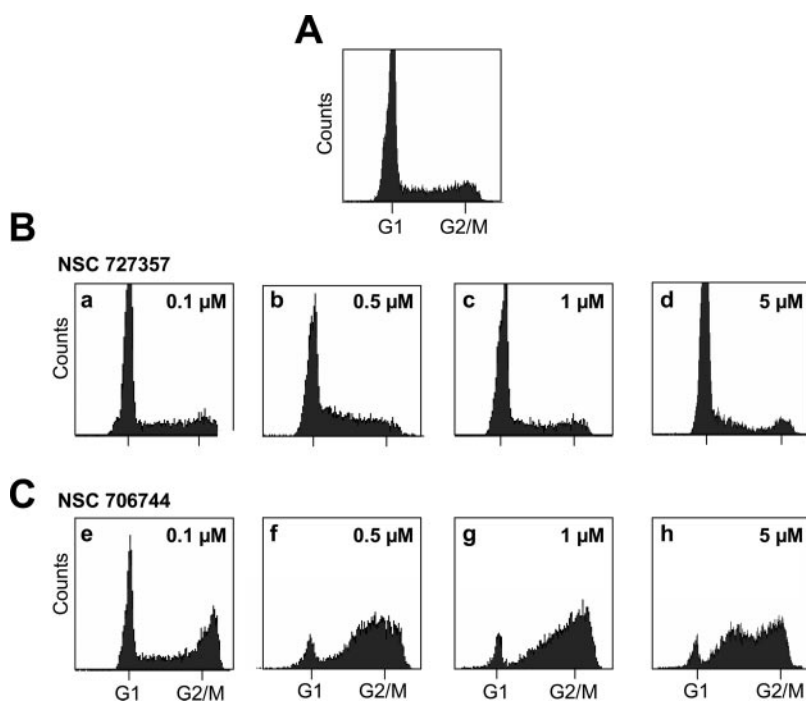 A
Counts
G1 G2/M
B
NSC 727357
a 0.1 µM b 0.5 µM c 1 µM d 5 µM
Counts
C
NSC 706744
e 0.1 µM f 0.5 µM g 1 µM h 5 µM
Counts
G1 G2/M G1 G2/M G1 G2/M G1 G2/M